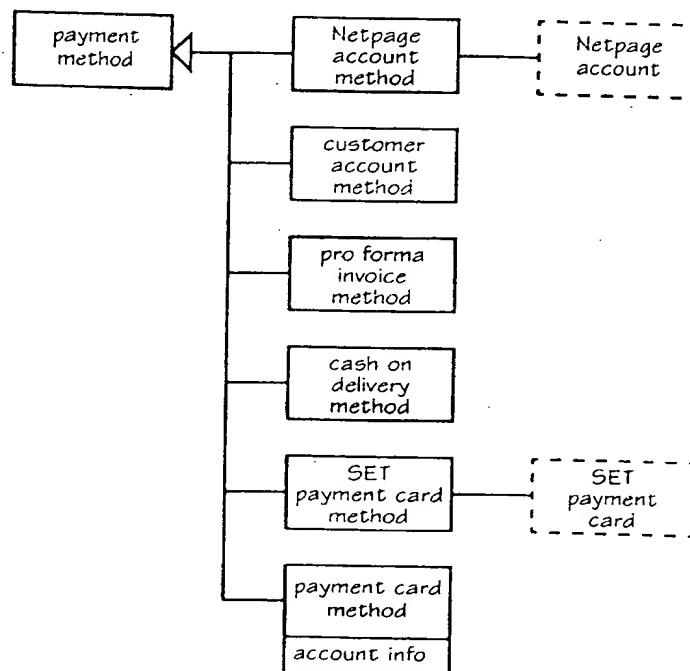 payment
method
Netpage
account
method
Netpage
account
customer
account
method
pro forma
invoice
method
cash on
delivery
method
SET
payment card
method
SET
payment
card
payment card
method
account info